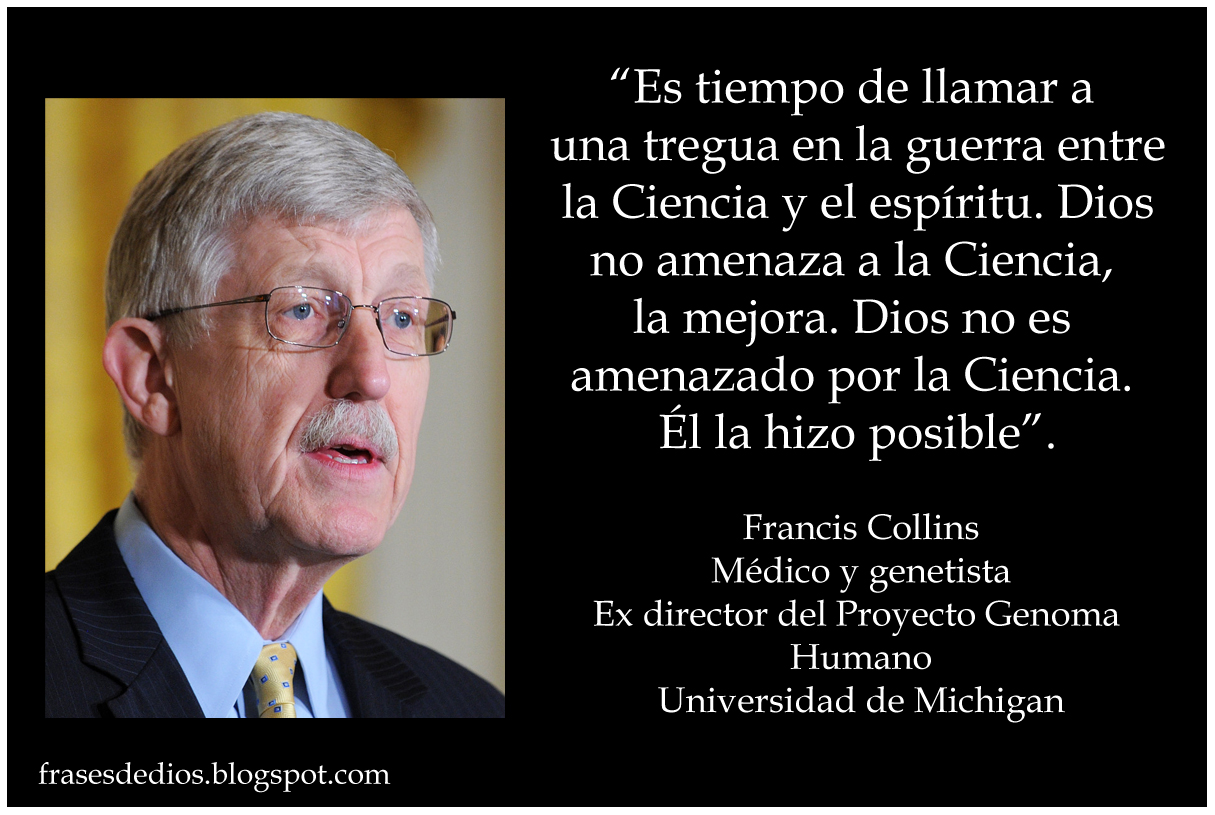 “Es tiempo de llamar a
una tregua en la guerra entre
la Ciencia y el espíritu. Dios
no amenaza a la Ciencia,
la mejora. Dios no es
amenazado por la Ciencia.
Él la hizo posible”.
Francis Collins
Médico y genetista
Ex director del Proyecto Genoma
Humano
Universidad de Michigan
frasesdedios.blogspot.com